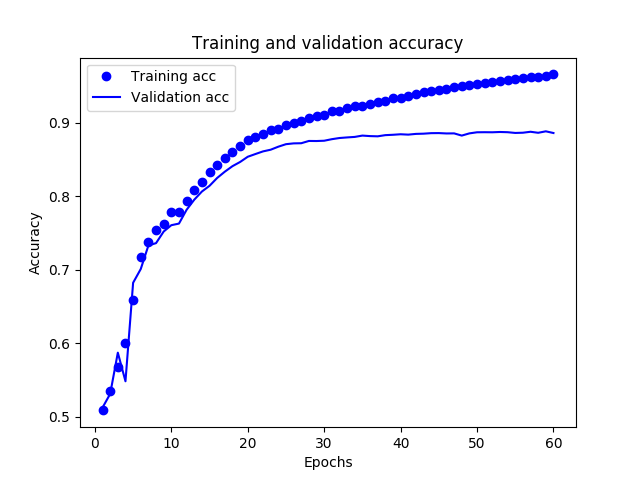 Training and validation accuracy
Training acc
Validation acc
0.9
0.8
0.7
0.6
0.5
Accuracy
0
10
20
30
40
50
60
Epochs